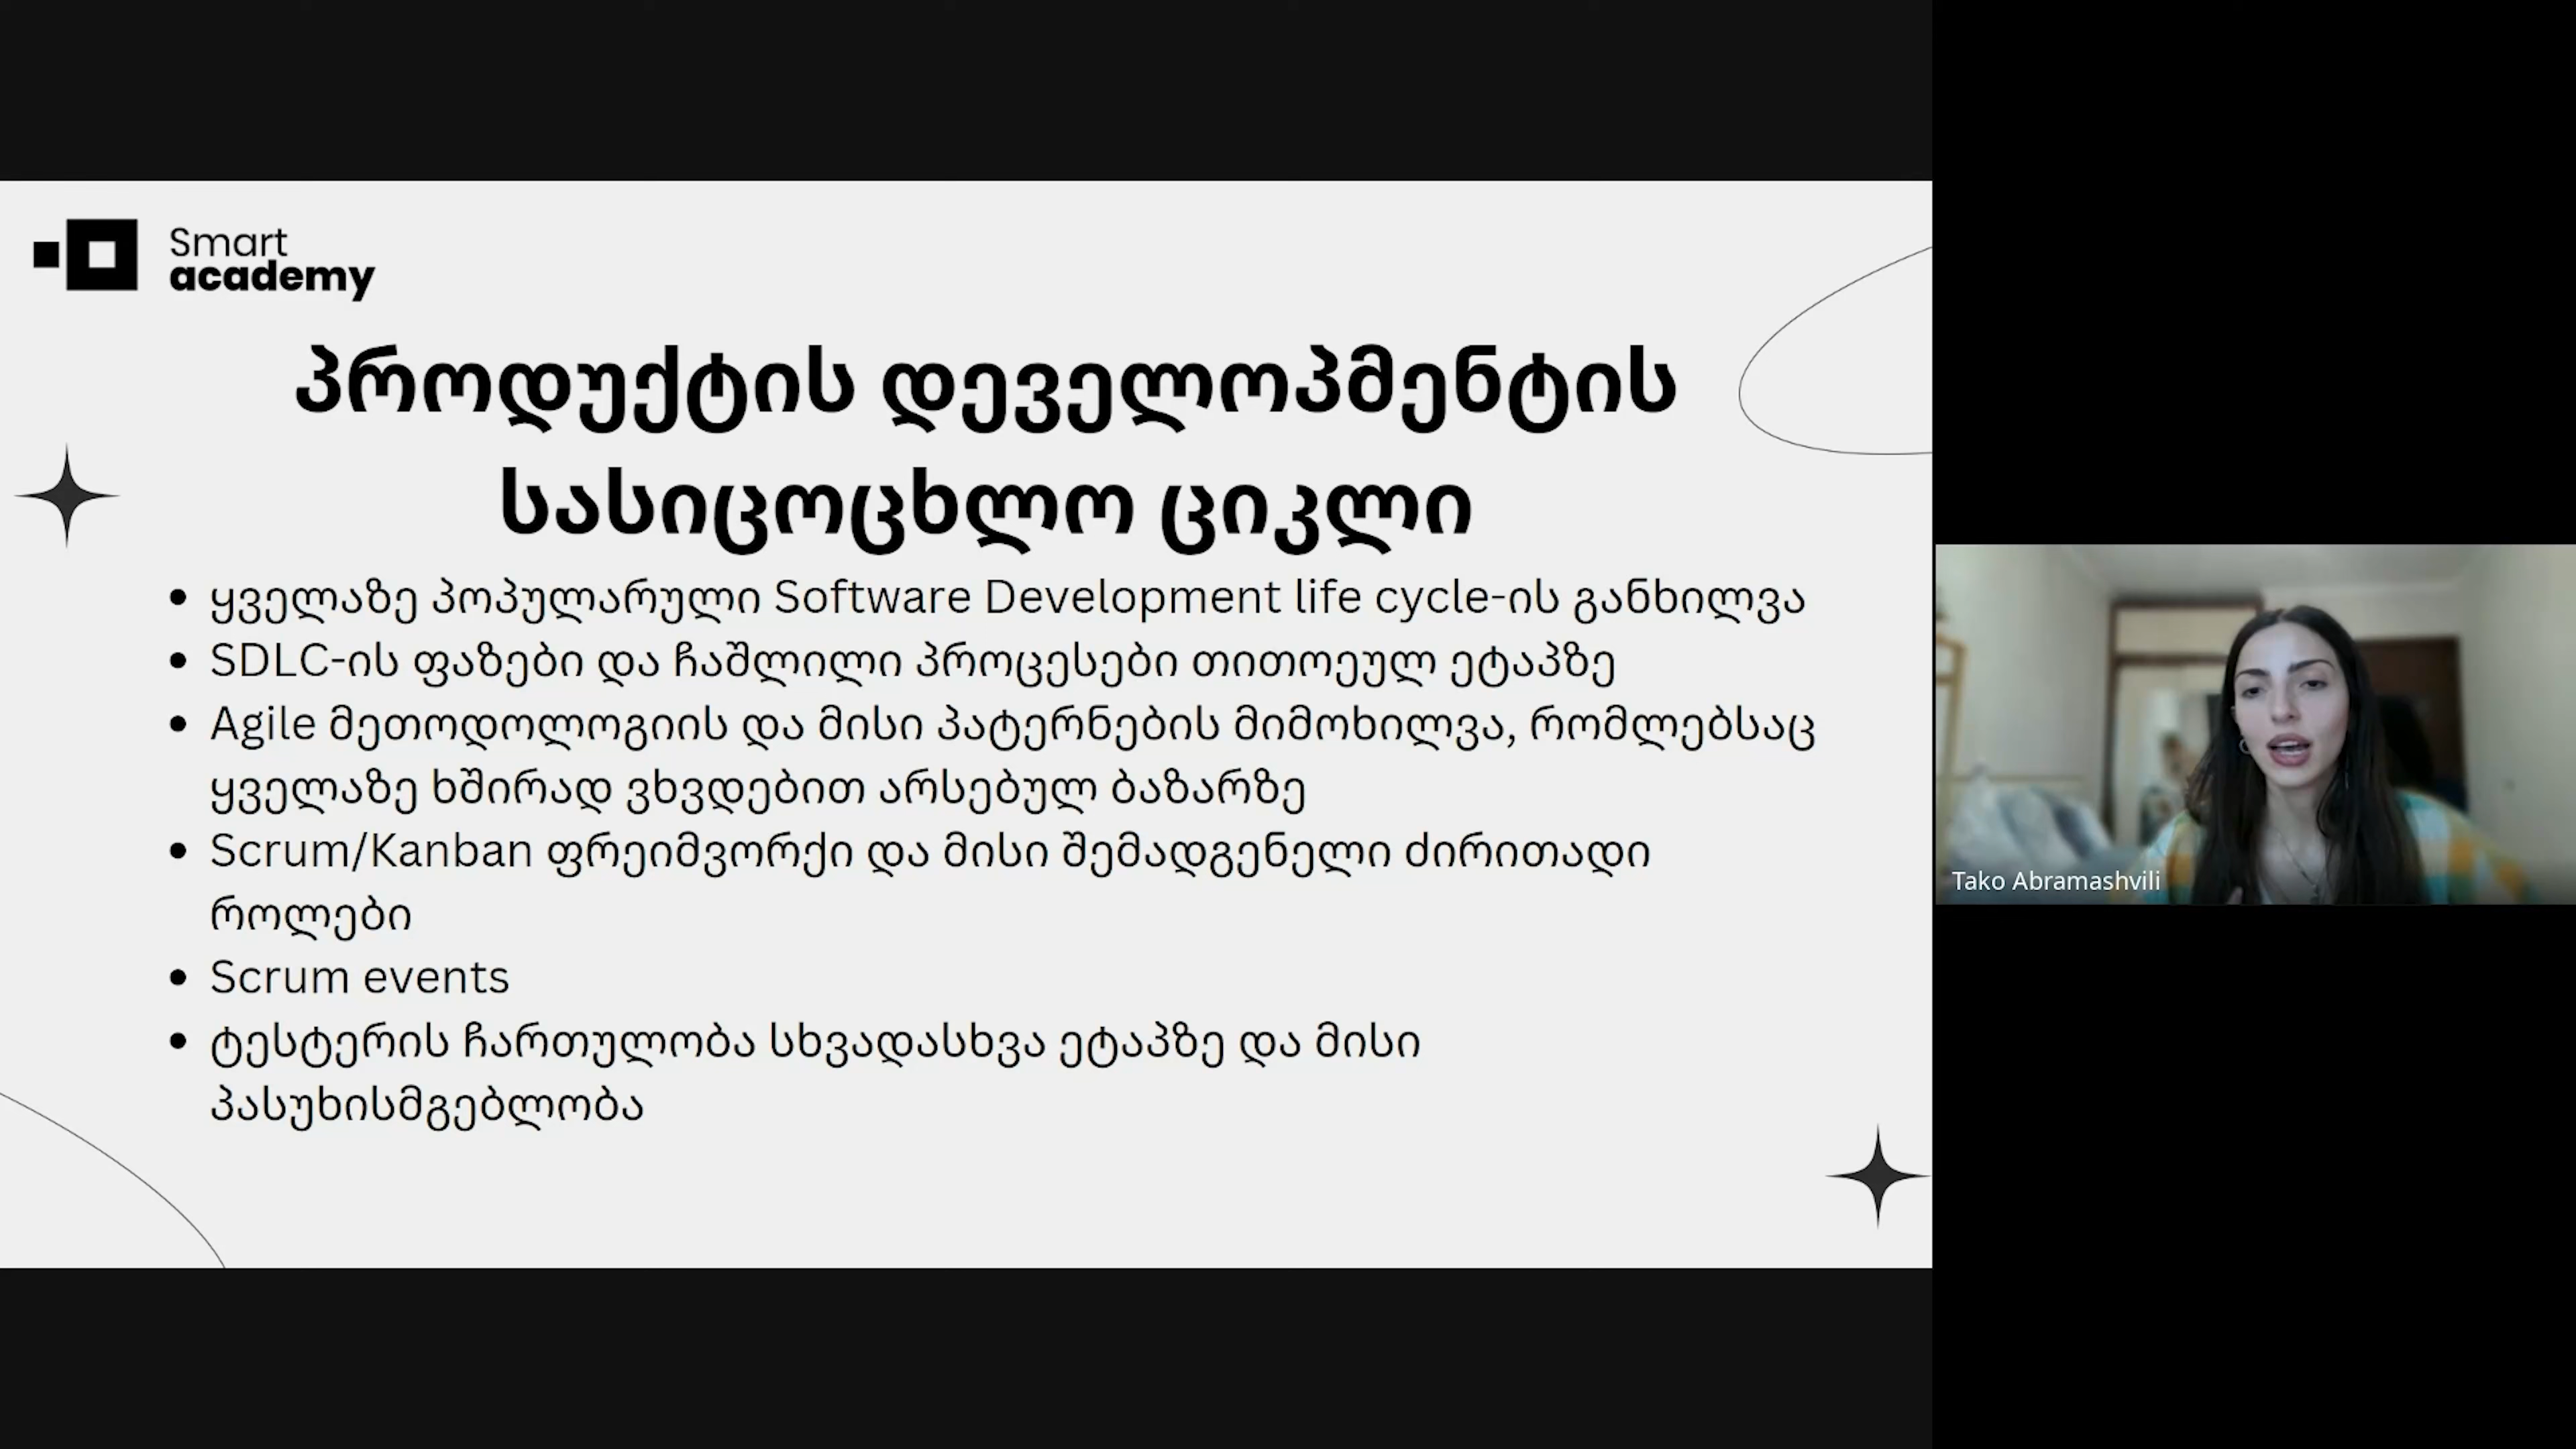 Smart
academy
პროდუქტის დეველოპმენტის
სასიცოცხლო ციკლი
• ყველაზე პოპულარული Software Development life cycle-ის განხილვა
• SDLC-ის ფაზები და ჩაშლილი პროცესები თითოეულ ეტაპზე
• Agile მეთოდოლოგიის და მისი პატერნების მიმოხილვა, რომლებსაც
ყველაზე ხშირად ვხვდებით არსებულ ბაზარზე
• Scrum/Kanban ფრეიმვორქი და მისი შემადგენელი ძირითადი
როლები
• Scrum events
• ტესტერის ჩართულობა სხვადასხვა ეტაპზე და მისი
პასუხისმგებლობა
Tako Abramashvili